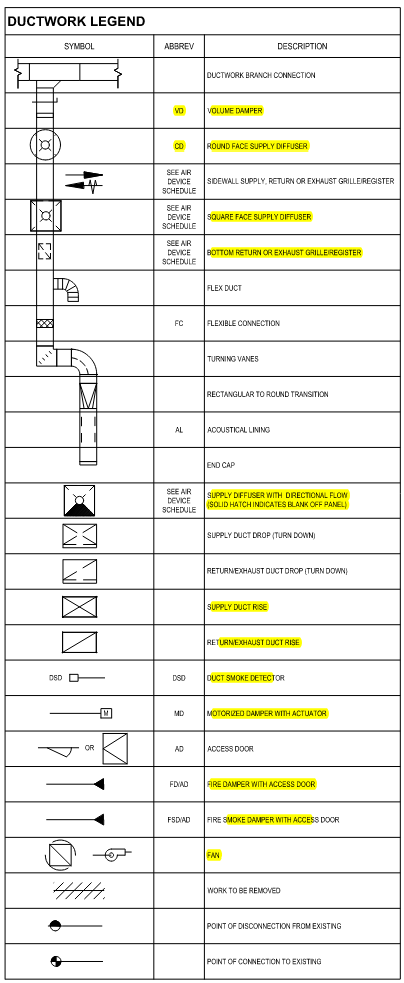 DUCTWORK LEGEND
SYMBOL ABBREV DESCRIPTION
DUCTWORK BRANCH CONNECTION
VD VOLUME DAMPER
CD ROUND FACE SUPPLY DIFFUSER
SEE AIR
DEVICE SIDEWALL SUPPLY, RETURN OR EXHAUST GRILLE/REGISTER
SCHEDULE
SEE AIR
DEVICE SQUARE FACE SUPPLY DIFFUSER
SCHEDULE
SEE AIR
DEVICE BOTTOM RETURN OR EXHAUST GRILLE/REGISTER
SCHEDULE
FLEX DUCT
FC FLEXIBLE CONNECTION
TURNING VANES
RECTANGULAR TO ROUND TRANSITION
AL ACOUSTICAL LINING
END CAP
SEE AIR SUPPLY DIFFUSER WITH DIRECTIONAL FLOW
DEVICE (SOLID HATCH INDICATES BLANK OFF PANEL)
SCHEDULE
SUPPLY DUCT DROP (TURN DOWN)
RETURN/EXHAUST DUCT DROP (TURN DOWN)
SUPPLY DUCT RISE
RETURN/EXHAUST DUCT RISE
DSD DSD DUCT SMOKE DETECTOR
M MD MOTORIZED DAMPER WITH ACTUATOR
OR AD ACCESS DOOR
FD/AD FIRE DAMPER WITH ACCESS DOOR
FSD/AD FIRE SMOKE DAMPER WITH ACCESS DOOR
FAN
WORK TO BE REMOVED
POINT OF DISCONNECTION FROM EXISTING
POINT OF CONNECTION TO EXISTING